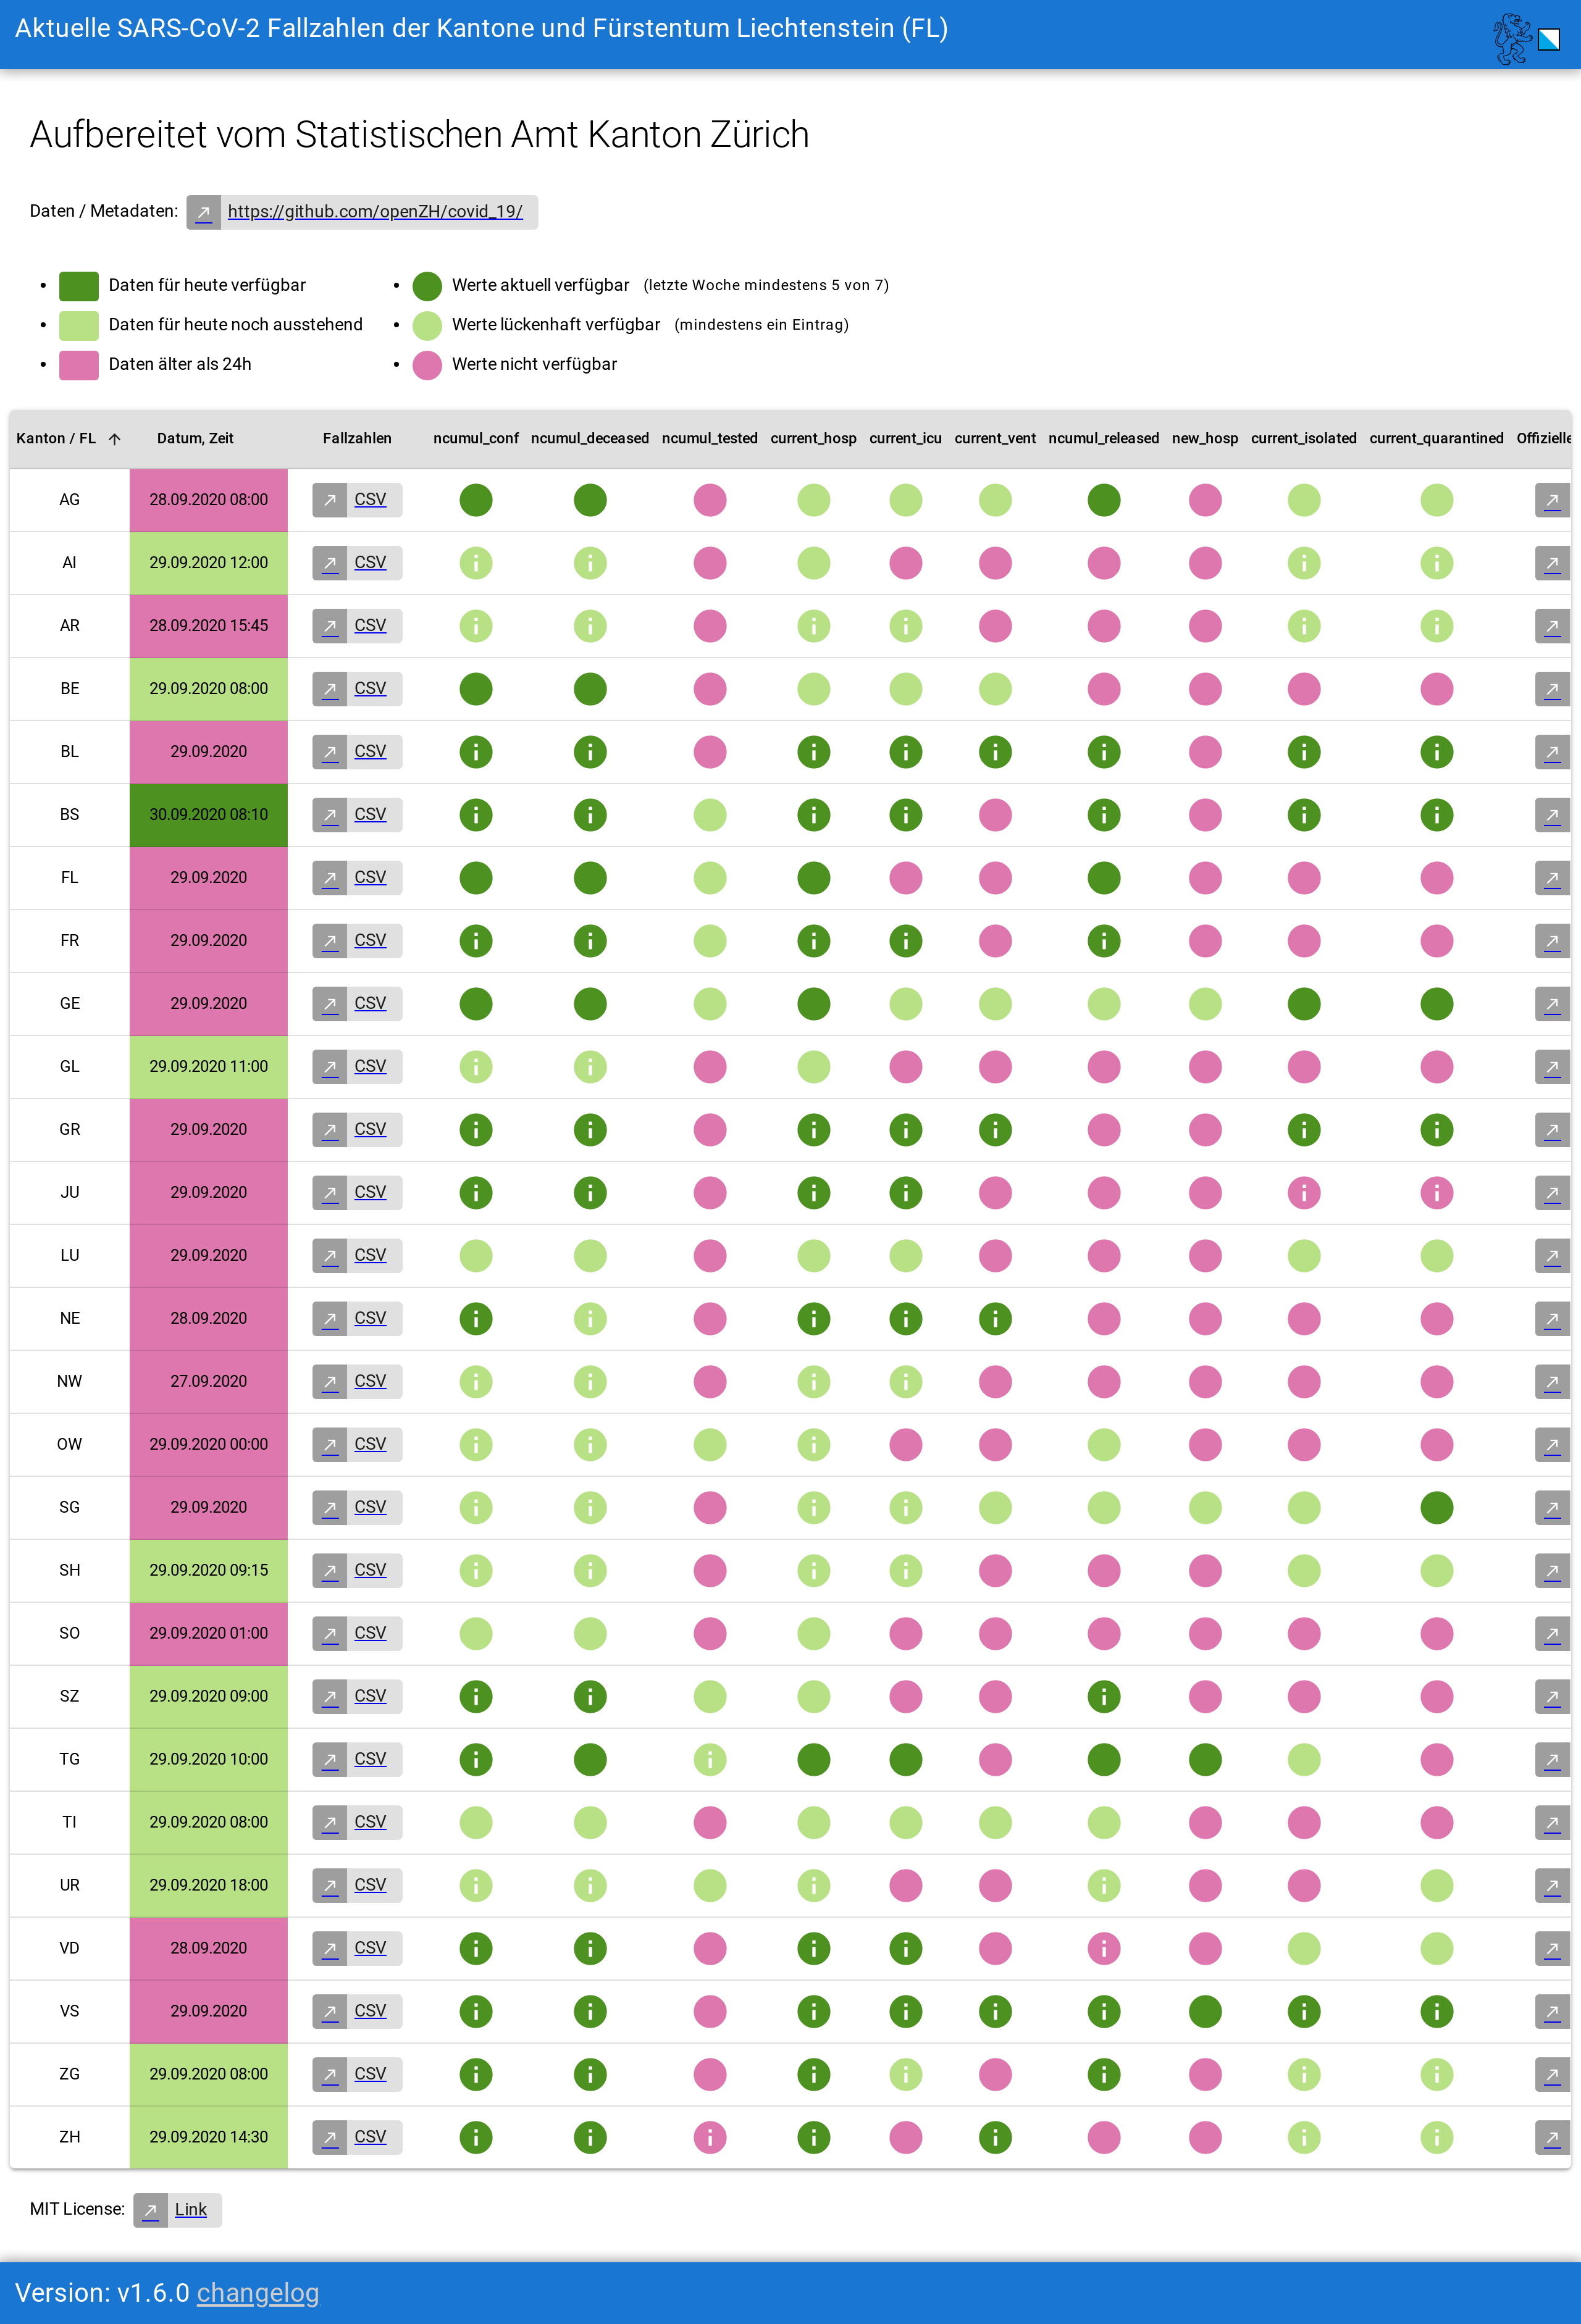 Aktuelle SARS-CoV-2 Fallzahlen der Kantone und Fürstentum Liechtenstein (FL)
Aufbereitet vom Statistischen Amt Kanton Zürich
Daten / Metadaten: https://github.com/openZH/covid_19/
Daten für heute verfügbar
Daten für heute noch ausstehend
Daten älter als 24h
Werte aktuell verfügbar (letzte Woche mindestens 5 von 7)
Werte lückenhaft verfügbar (mindestens ein Eintrag)
Werte nicht verfügbar
Kanton / FL Datum, Zeit Fallzahlen ncumul_conf ncumul_deceased ncumul_tested current_hosp current_icu current_vent ncumul_released new_hosp current_isolated current_quarantined Offizielle
AG 28.09.2020 08:00 CSV
AI 29.09.2020 12:00 CSV
AR 28.09.2020 15:45 CSV
BE 29.09.2020 08:00 CSV
BL 29.09.2020 CSV
BS 30.09.2020 08:10 CSV
FL 29.09.2020 CSV
FR 29.09.2020 CSV
GE 29.09.2020 CSV
GL 29.09.2020 11:00 CSV
GR 29.09.2020 CSV
JU 29.09.2020 CSV
LU 29.09.2020 CSV
NE 28.09.2020 CSV
NW 27.09.2020 CSV
OW 29.09.2020 00:00 CSV
SG 29.09.2020 CSV
SH 29.09.2020 09:15 CSV
SO 29.09.2020 01:00 CSV
SZ 29.09.2020 09:00 CSV
TG 29.09.2020 10:00 CSV
TI 29.09.2020 08:00 CSV
UR 29.09.2020 18:00 CSV
VD 28.09.2020 CSV
VS 29.09.2020 CSV
ZG 29.09.2020 08:00 CSV
ZH 29.09.2020 14:30 CSV
MIT License: Link
Version: v1.6.0 changelog